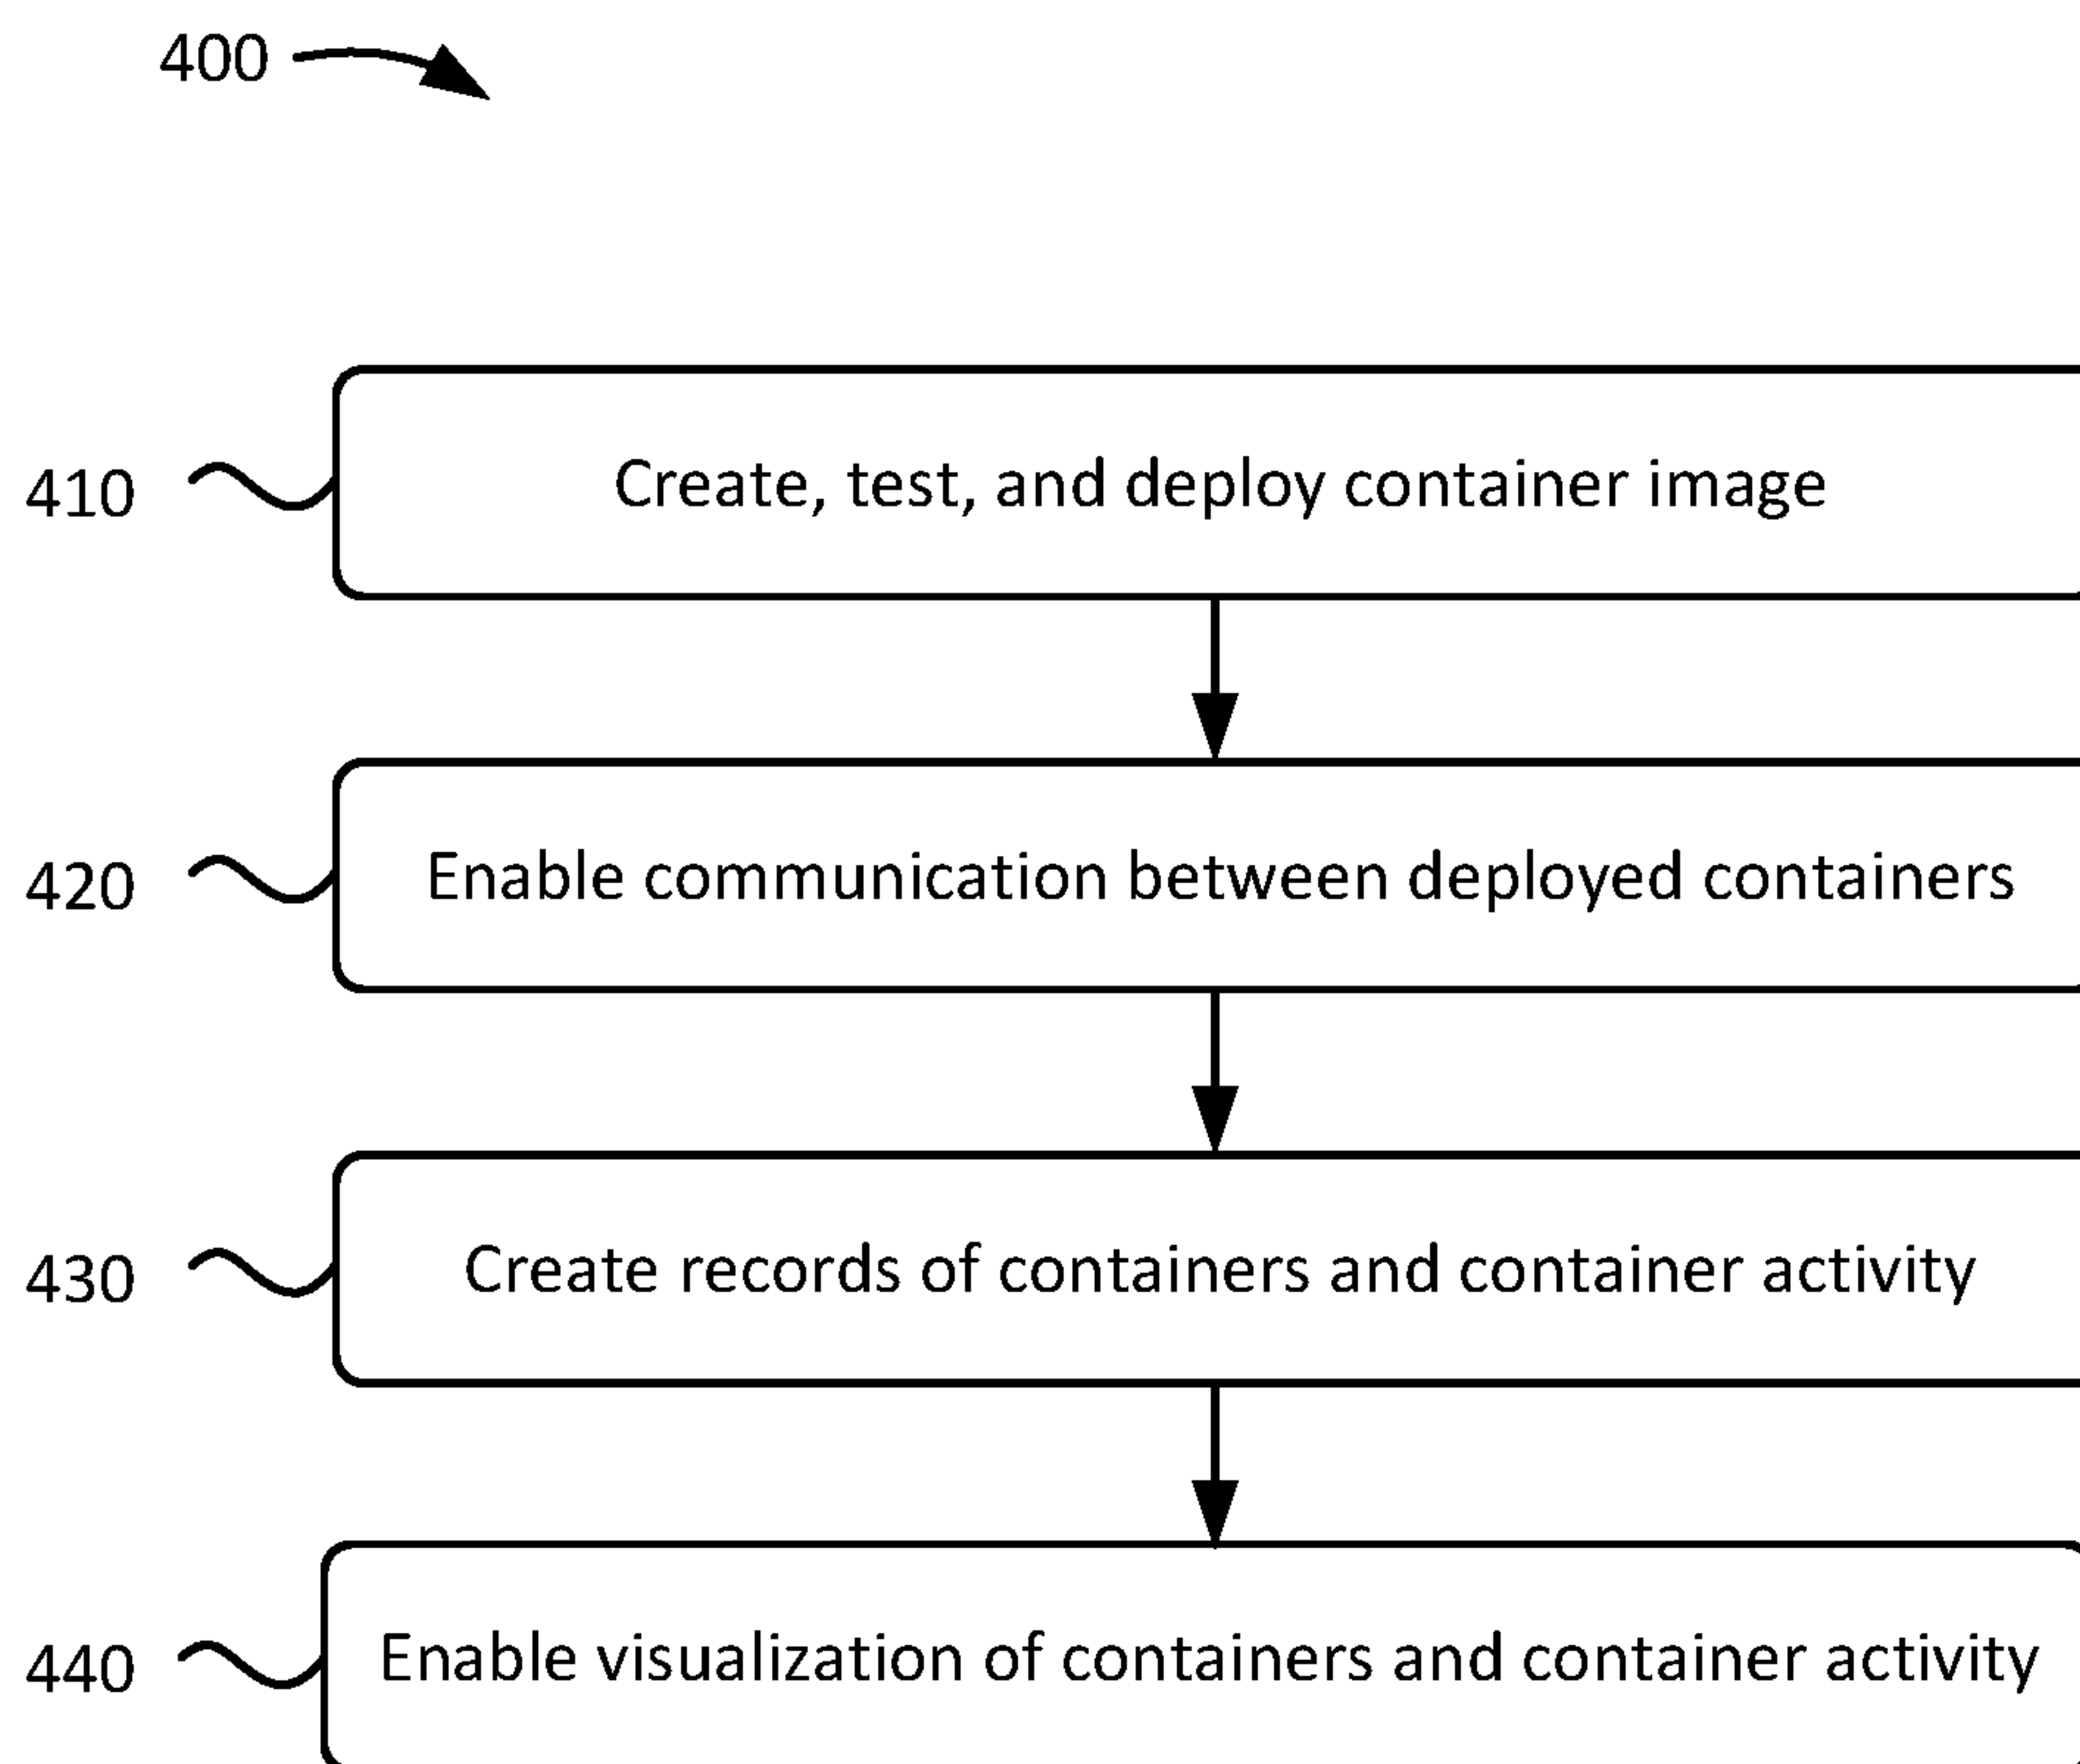 400
410 Create, test, and deploy container image
420 Enable communication between deployed containers
430 Create records of containers and container activity
440 Enable visualization of containers and container activity